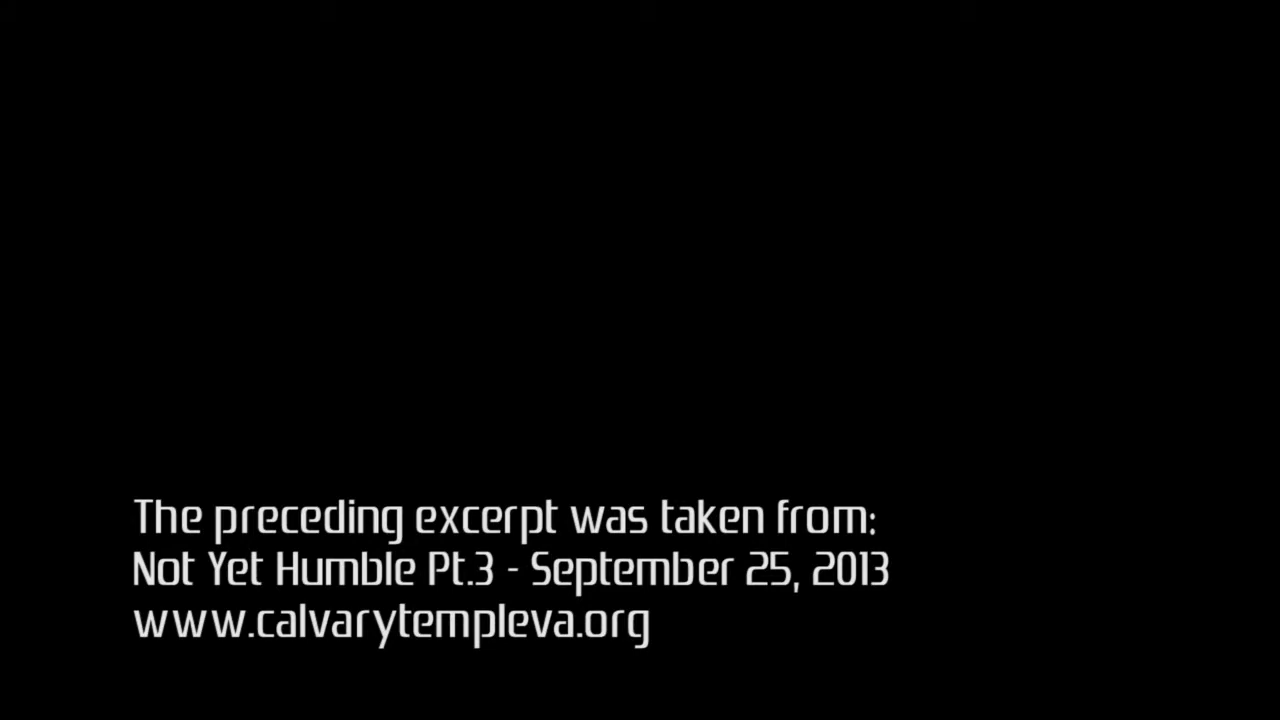 The preceding excerpt was taken from:
Not Yet Humble Pt.3 - September 25, 2013
www.calvarytempleva.org